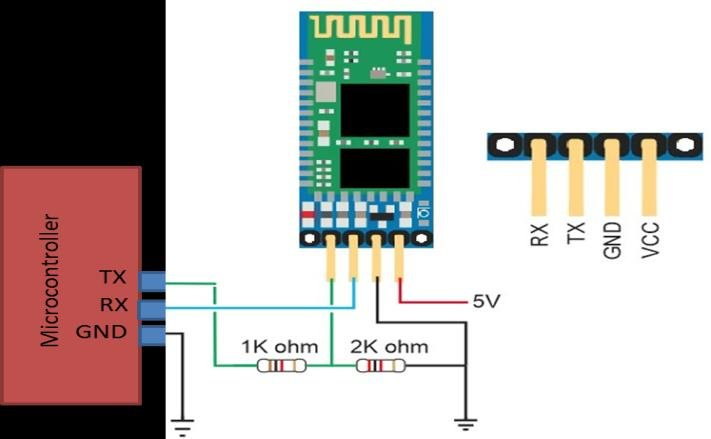 Microcontroller
TX
RX
GND
1K ohm
2K ohm
5V
RX
TX
GND
VCC